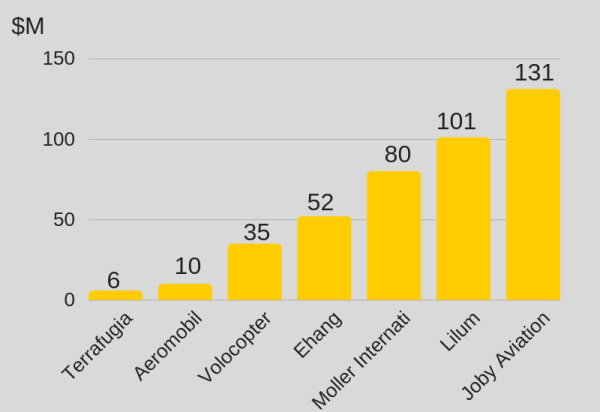 $M
150
100
50
0
6
10
35
52
80
101
131
Terrafugia
Aeromobil
Volocopter
Ehang
Moller Internati
Lilum
Joby Aviation